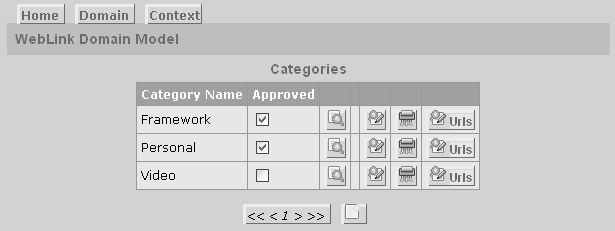 Home Domain Context
WebLink Domain Model
Categories
Category Name Approved
Framework Urls
Personal Urls
Video Urls
<< < 1 > >>